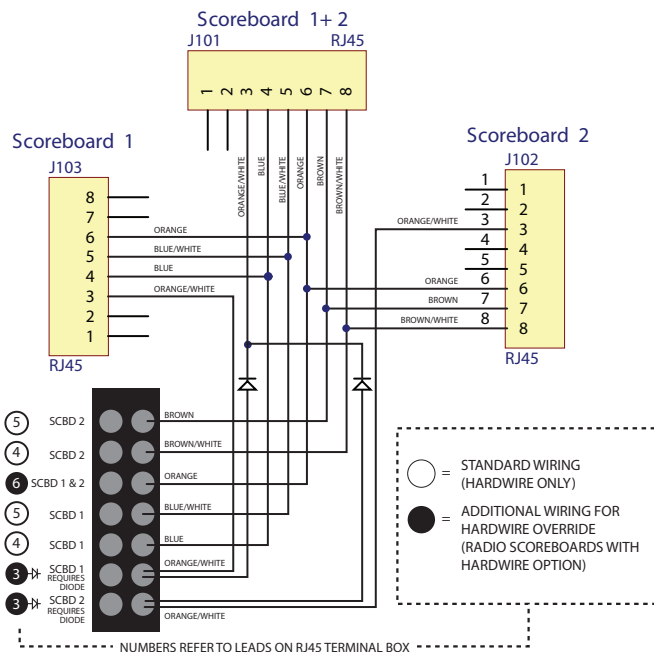 Scoreboard 1+ 2
J101 RJ45
1 2 3 4 5 6 7 8
ORANGE/WHITE
BLUE
BLUE/WHITE
ORANGE
BROWN
BROWN/WHITE
Scoreboard 1
J103
8
7
6 ORANGE
5 BLUE/WHITE
4 BLUE
3 ORANGE/WHITE
2
1
RJ45
Scoreboard 2
J102
1 1
2 2
ORANGE/WHITE 3 3
4 4
5 5
ORANGE 6 6
BROWN 7 7
BROWN/WHITE 8 8
RJ45
5 SCBD 2 BROWN
4 SCBD 2 BROWN/WHITE
6 SCBD 1 & 2 ORANGE
5 SCBD 1 BLUE/WHITE
4 SCBD 1 BLUE
3 SCBD 1 ORANGE/WHITE
REQUIRES
DIODE
3 SCBD 2
REQUIRES
DIODE
ORANGE/WHITE
= STANDARD WIRING
(HARDWIRE ONLY)
= ADDITIONAL WIRING FOR
HARDWIRE OVERRIDE
(RADIO SCOREBOARDS WITH
HARDWIRE OPTION)
NUMBERS REFER TO LEADS ON RJ45 TERMINAL BOX